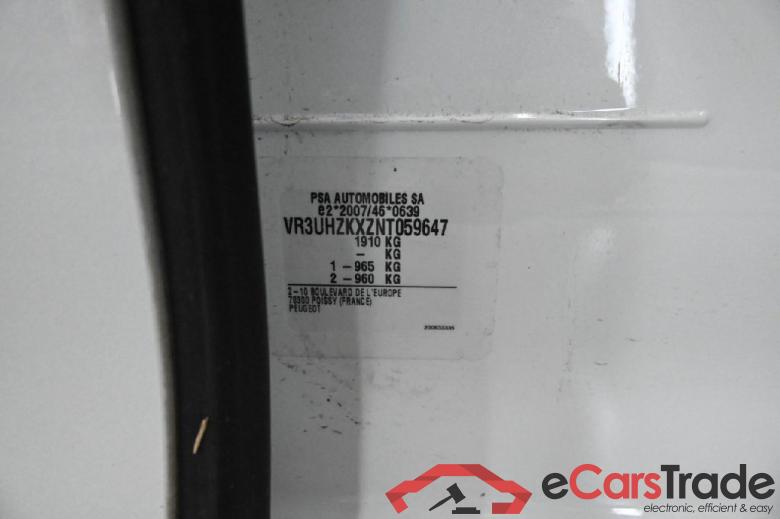 PSA AUTOMOBILES SA
e2*2007/46*0639
VR3UHZKXZNT059647
1910 KG
- KG
1 - 965 KG
2 - 960 KG
2-10 BOULEVARD DE L'EUROPE
78300 POISSY (FRANCE)
PEUGEOT
eCarsTrade
electronic, efficient & easy